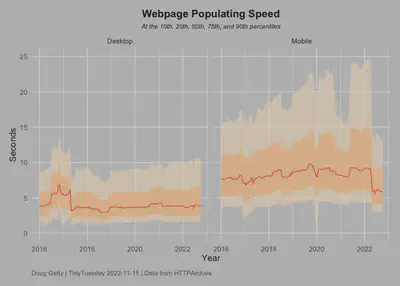 Webpage Populating Speed
At the 10th, 25th, 50th, 75th, and 90th percentiles
Desktop Mobile
25
20
15
10
5
0
Seconds
2016 2018 2020 2022 2016 2018 2020 2022
Year
Doug Getty | TidyTuesday 2022-11-15 | Data from HTTPArchive